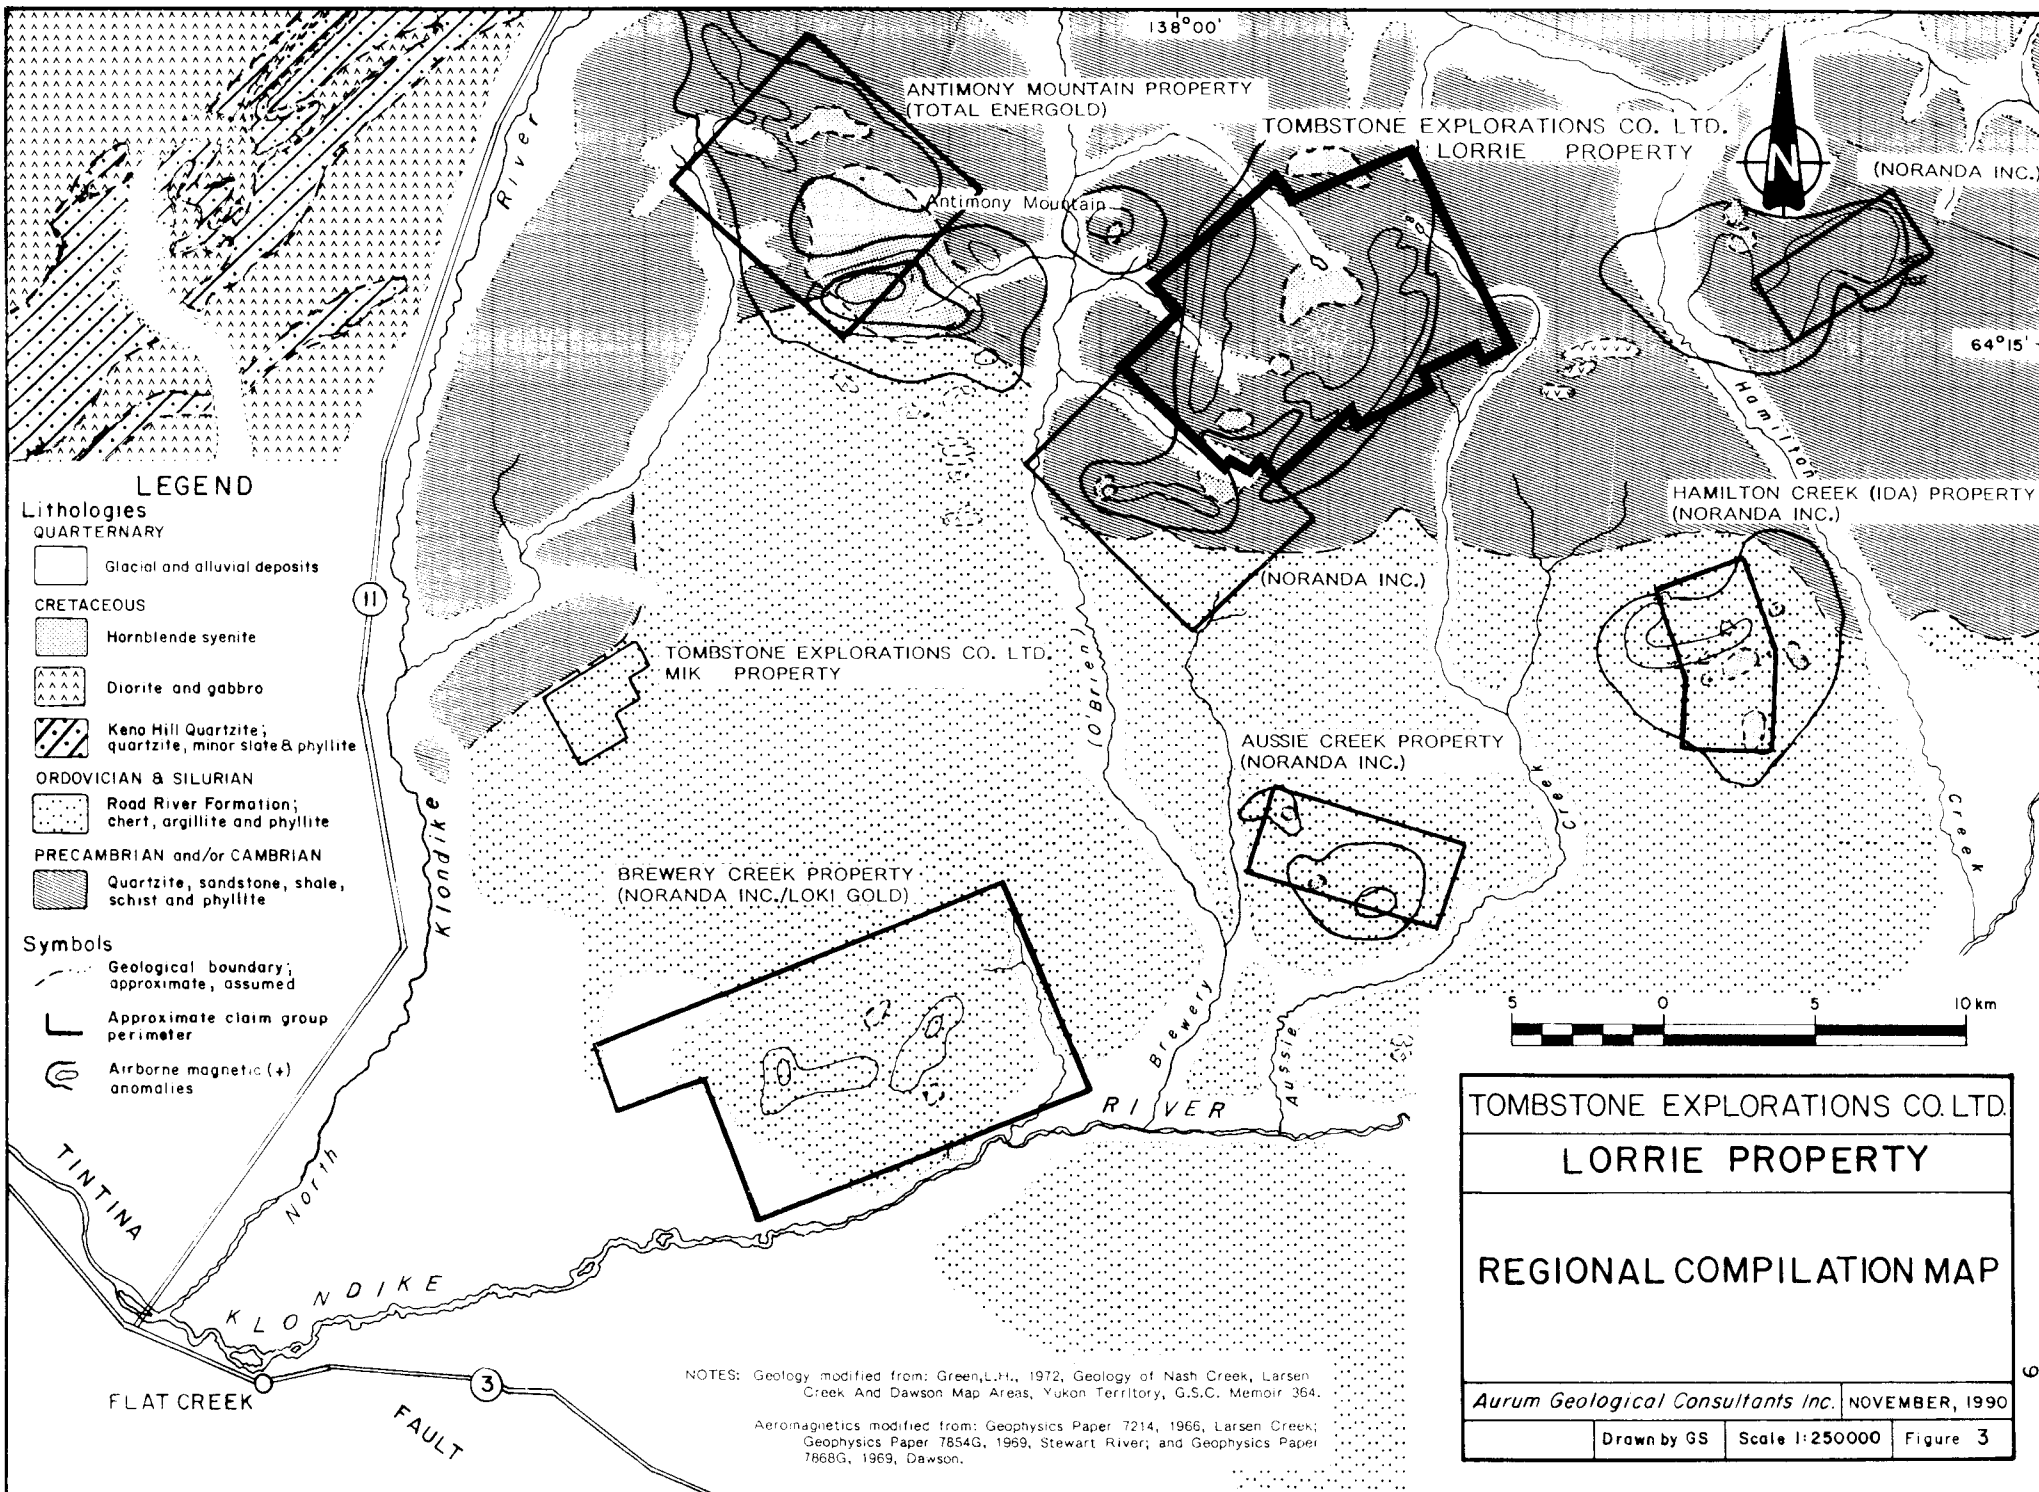 138°00'
ANTIMONY MOUNTAIN PROPERTY
(TOTAL ENERGOLD)
TOMBSTONE EXPLORATIONS CO. LTD.
LORRIE PROPERTY
N
(NORANDA INC.)
River
Antimony Mountain
64°15'
Hamilton
LEGEND
Lithologies
QUARTERNARY
Glacial and alluvial deposits
CRETACEOUS
Hornblende syenite
Diorite and gabbro
Keno Hill Quartzite;
quartzite, minor slate & phyllite
ORDOVICIAN & SILURIAN
Road River Formation;
chert, argillite and phyllite
PRECAMBRIAN and/or CAMBRIAN
Quartzite, sandstone, shale,
schist and phyllite
Symbols
Geological boundary;
approximate, assumed
Approximate claim group
perimeter
Airborne magnetic (+)
anomalies
11
HAMILTON CREEK (IDA) PROPERTY
(NORANDA INC.)
(NORANDA INC.)
TOMBSTONE EXPLORATIONS CO. LTD.
MIK PROPERTY
(O'Brien)
AUSSIE CREEK PROPERTY
(NORANDA INC.)
Creek
Creek
Klondike
BREWERY CREEK PROPERTY
(NORANDA INC./LOKI GOLD)
Brewery
Aussie
RIVER
5 0 5 10 km
North
TINTINA
KLONDIKE
FLAT CREEK
3
FAULT
NOTES: Geology modified from: Green, L.H., 1972, Geology of Nash Creek, Larsen
Creek And Dawson Map Areas, Yukon Territory, G.S.C. Memoir 364.
Aeromagnetics modified from: Geophysics Paper 7214, 1966, Larsen Creek;
Geophysics Paper 7854G, 1969, Stewart River; and Geophysics Paper
7868G, 1969, Dawson.
TOMBSTONE EXPLORATIONS CO. LTD.
LORRIE PROPERTY
REGIONAL COMPILATION MAP
Aurum Geological Consultants Inc. NOVEMBER, 1990
Drawn by GS Scale 1:250000 Figure 3